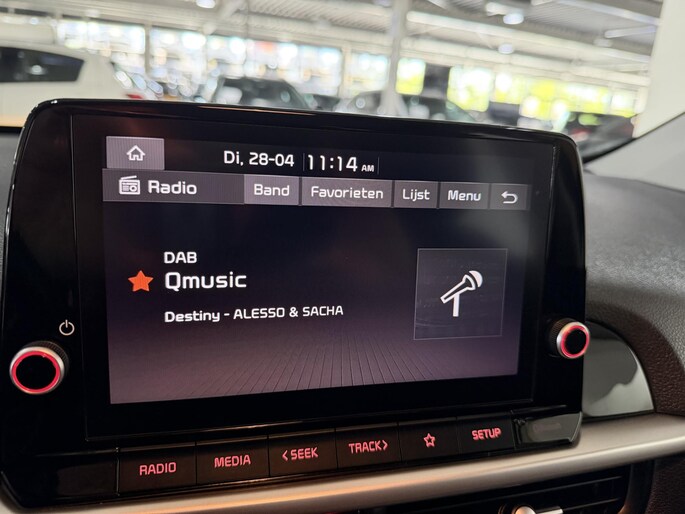 Di, 28-04 11:14 AM
Radio Band Favorieten Lijst Menu
DAB
Qmusic
Destiny - ALESSO & SACHA
RADIO MEDIA <SEEK TRACK> SETUP